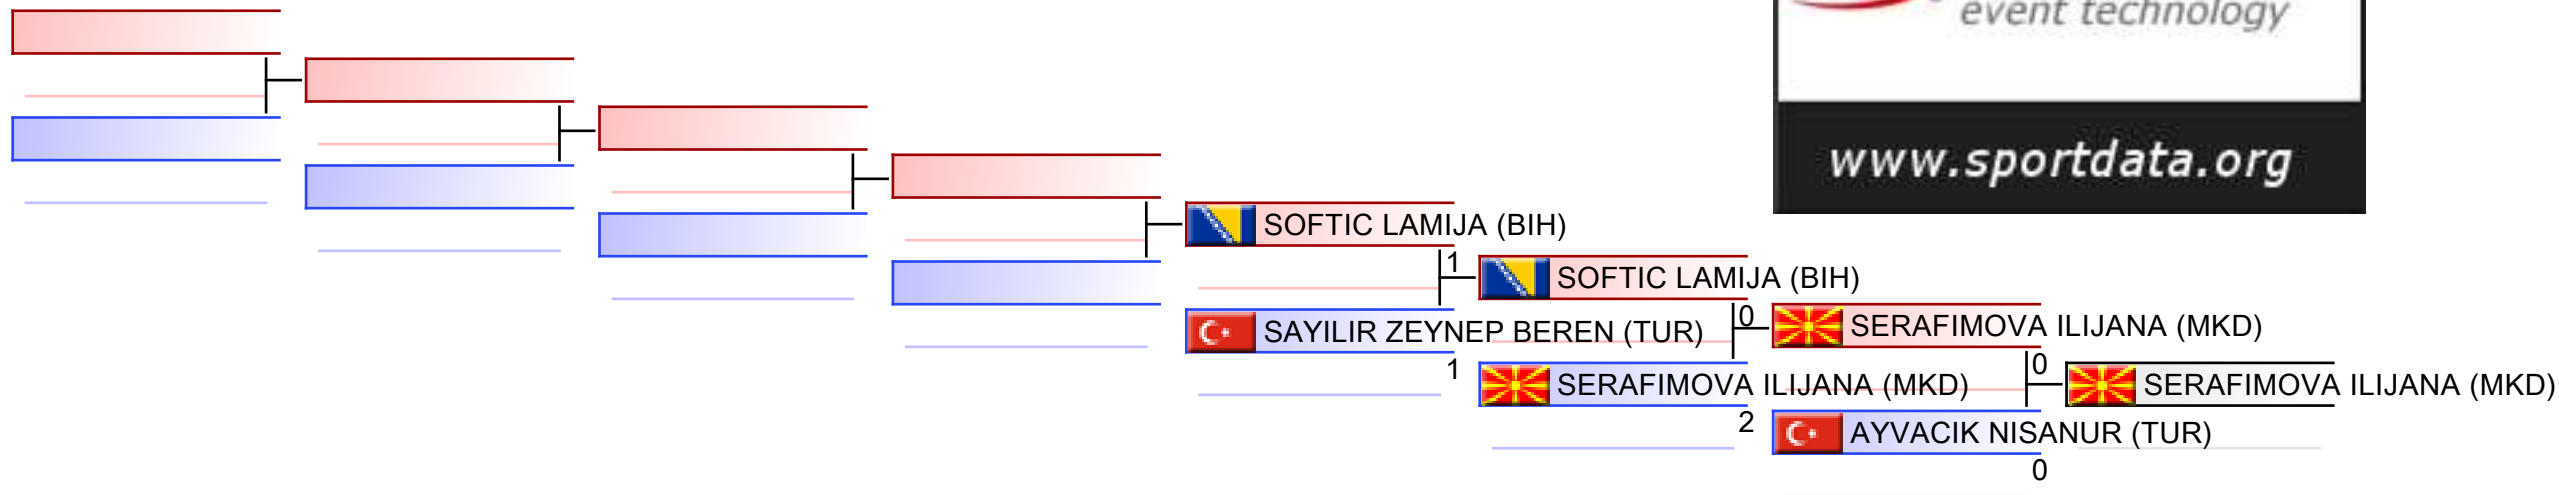 event technology
www.sportdata.org
SOFTIC LAMIJA (BIH)
1
SOFTIC LAMIJA (BIH)
SAYILIR ZEYNEP BEREN (TUR)
0
SERAFIMOVA ILIJANA (MKD)
1
SERAFIMOVA ILIJANA (MKD)
0
SERAFIMOVA ILIJANA (MKD)
2
AYVACIK NISANUR (TUR)
0